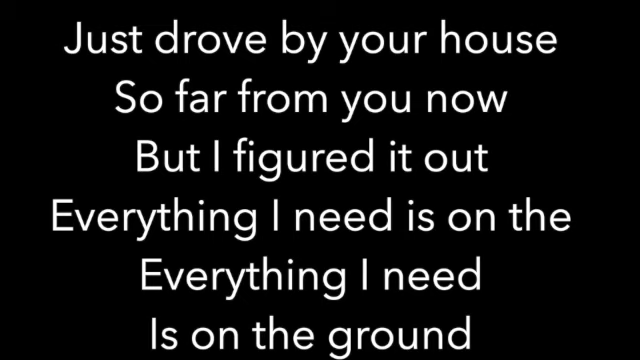 Just drove by your house
So far from you now
But I figured it out
Everything I need is on the
Everything I need
Is on the ground